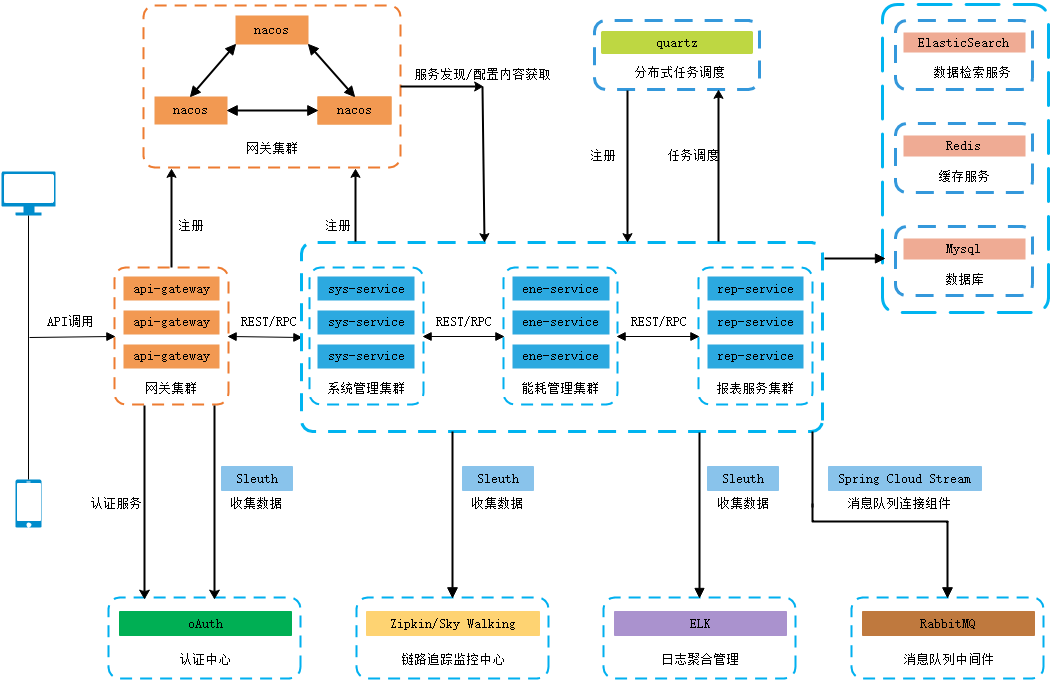 nacos
nacos
nacos
网关集群
服务发现/配置内容获取
quartz
分布式任务调度
ElasticSearch
数据检索服务
Redis
缓存服务
Mysql
数据库
注册
注册
注册
任务调度
API调用
api-gateway
api-gateway
api-gateway
网关集群
REST/RPC
sys-service
sys-service
sys-service
系统管理集群
REST/RPC
ene-service
ene-service
ene-service
能耗管理集群
REST/RPC
rep-service
rep-service
rep-service
报表服务集群
认证服务
Sleuth
收集数据
Sleuth
收集数据
Sleuth
收集数据
Spring Cloud Stream
消息队列连接组件
oAuth
认证中心
Zipkin/Sky Walking
链路追踪监控中心
ELK
日志聚合管理
RabbitMQ
消息队列中间件